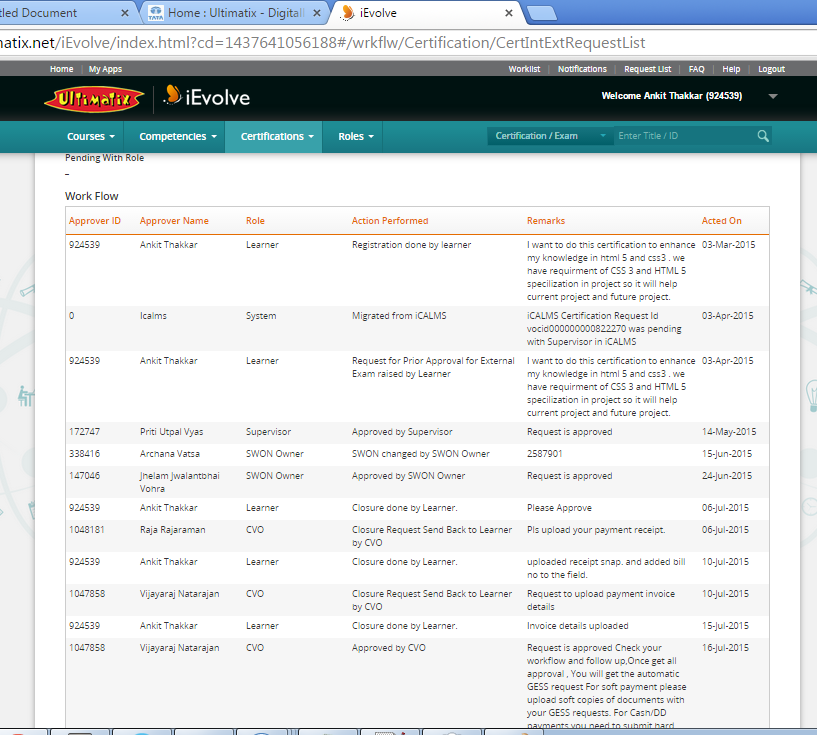 tled Document
Home : Ultimatix - Digitall
iEvolve
matix.net/iEvolve/index.html?cd=1437641056188#/wrkflw/Certification/CertIntExtRequestList
Home | My Apps
Worklist | Notifications | Request List | FAQ | Help | Logout
Ultimatix iEvolve
Welcome Ankit Thakkar (924539)
Courses Competencies Certifications Roles
Certification / Exam Enter Title / ID
Pending With Role
–
Work Flow
Approver ID Approver Name Role Action Performed Remarks Acted On
924539 Ankit Thakkar Learner Registration done by learner I want to do this certification to enhance 03-Mar-2015
my knowledge in html 5 and css3 . we
have requirment of CSS 3 and HTML 5
specilization in project so it will help
current project and future project.
0 Icalms System Migrated from iCALMS iCALMS Certification Request Id 03-Apr-2015
vocid000000000822270 was pending
with Supervisor in iCALMS
924539 Ankit Thakkar Learner Request for Prior Approval for External I want to do this certification to enhance 03-Apr-2015
Exam raised by Learner my knowledge in html 5 and css3 . we
have requirment of CSS 3 and HTML 5
specilization in project so it will help
current project and future project.
172747 Priti Utpal Vyas Supervisor Approved by Supervisor Request is approved 14-May-2015
338416 Archana Vatsa SWON Owner SWON changed by SWON Owner 2587901 15-Jun-2015
147046 Jhelam Jwalantbhai SWON Owner Approved by SWON Owner Request is approved 24-Jun-2015
Vohra
924539 Ankit Thakkar Learner Closure done by Learner. Please Approve 06-Jul-2015
1048181 Raja Rajaraman CVO Closure Request Send Back to Learner Pls upload your payment receipt. 06-Jul-2015
by CVO
924539 Ankit Thakkar Learner Closure done by Learner. uploaded receipt snap. and added bill 10-Jul-2015
no to the field.
1047858 Vijayaraj Natarajan CVO Closure Request Send Back to Learner Request to upload payment invoice 10-Jul-2015
by CVO details
924539 Ankit Thakkar Learner Closure done by Learner. Invoice details uploaded 15-Jul-2015
1047858 Vijayaraj Natarajan CVO Approved by CVO Request is approved Check your 16-Jul-2015
workflow and follow up,Once get all
approval , You will get the automatic
GESS request For soft payment please
upload soft copies of documents with
your GESS requests. For Cash/DD
payments you need to submit hard